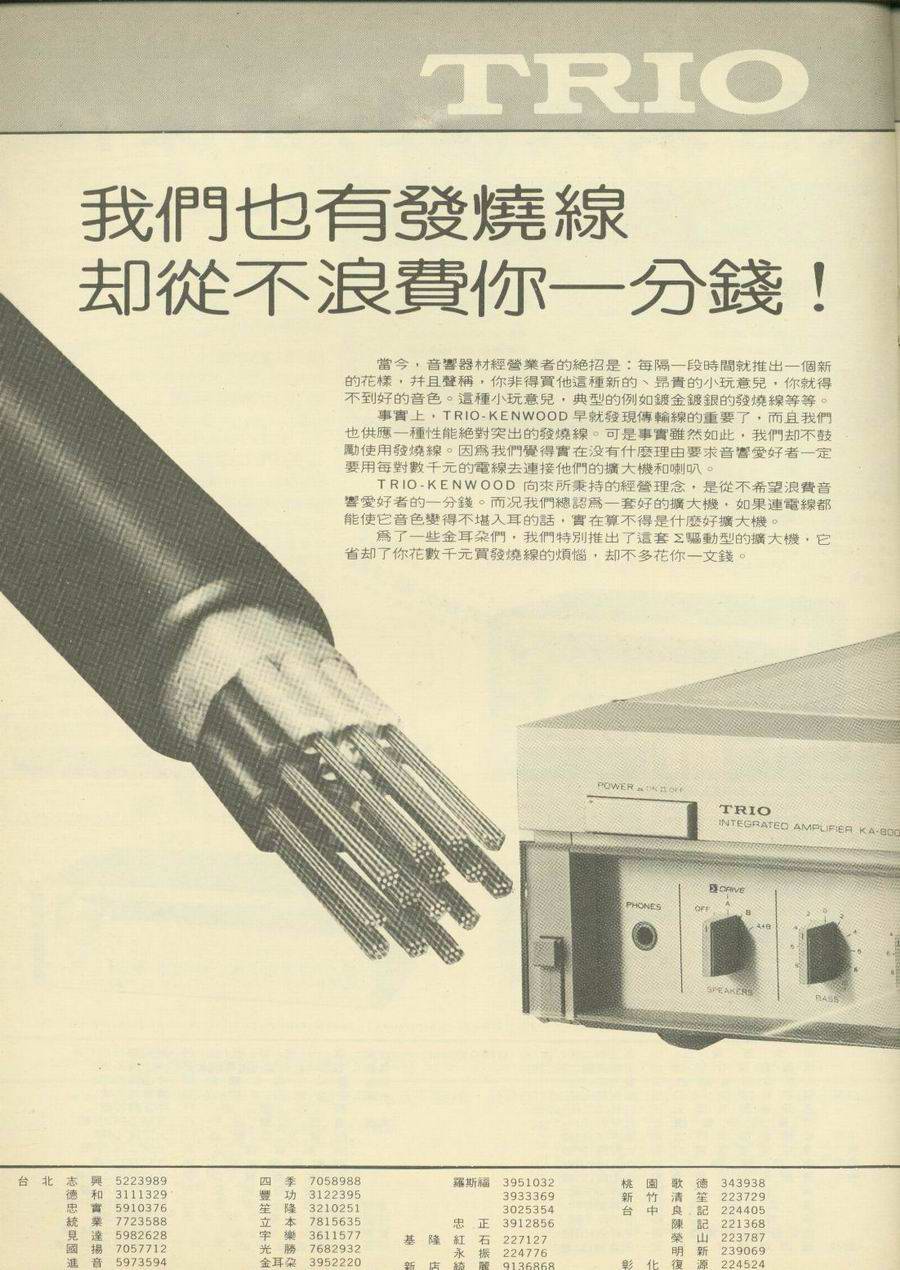 TRIO
我們也有發燒線
却從不浪費你一分錢！
當今，音響器材經營業者的絕招是：每隔一段時間就推出一個新
的花樣，幷且聲稱，你非得買他這種新的、昂貴的小玩意兒，你就得
不到好的音色。這種小玩意兒，典型的例如鍍金鍍銀的發燒線等等。
事實上，TRIO-KENWOOD 早就發現傳輸線的重要了，而且我們
也供應一種性能絕對突出的發燒線。可是事實雖然如此，我們却不鼓
勵使用發燒線。因爲我們覺得實在没有什麽理由要求音響愛好者一定
要用每對數千元的電線去連接他們的擴大機和喇叭。
TRIO-KENWOOD 向來所秉持的經營理念，是從不希望浪費音
響愛好者的一分錢。而况我們總認爲一套好的擴大機，如果連電線都
能使它音色變得不堪入耳的話，實在算不得是什麽好擴大機。
爲了一些金耳朶們，我們特別推出了這套 Σ驅動型的擴大機，它
省却了你花數千元買發燒線的煩惱，却不多花你一文錢。
POWER ON OFF
TRIO
INTEGRATED AMPLIFIER KA-800
PHONES
Σ DRIVE
OFF A B A+B
SPEAKERS
2 0 2
4 4
6 6
8 8
BASS
台北 志興 5223989
德和 3111329
忠實 5910376
統業 7723588
見達 5982628
國揚 7057712
進音 5973594
四季 7058988
豐功 3122395
笙隆 3210251
立本 7815635
宇樂 3611577
光勝 7682932
金耳朶 3952220
羅斯福 3951032
3933369
3025354
忠正 3912856
基隆 紅石 227127
永振 224776
新店 綺麗 9136868
桃園 歌德 343938
新竹 清笙 223729
台中 良記 224405
陳記 221368
榮山 223787
明新 239069
彰化 復源 224524